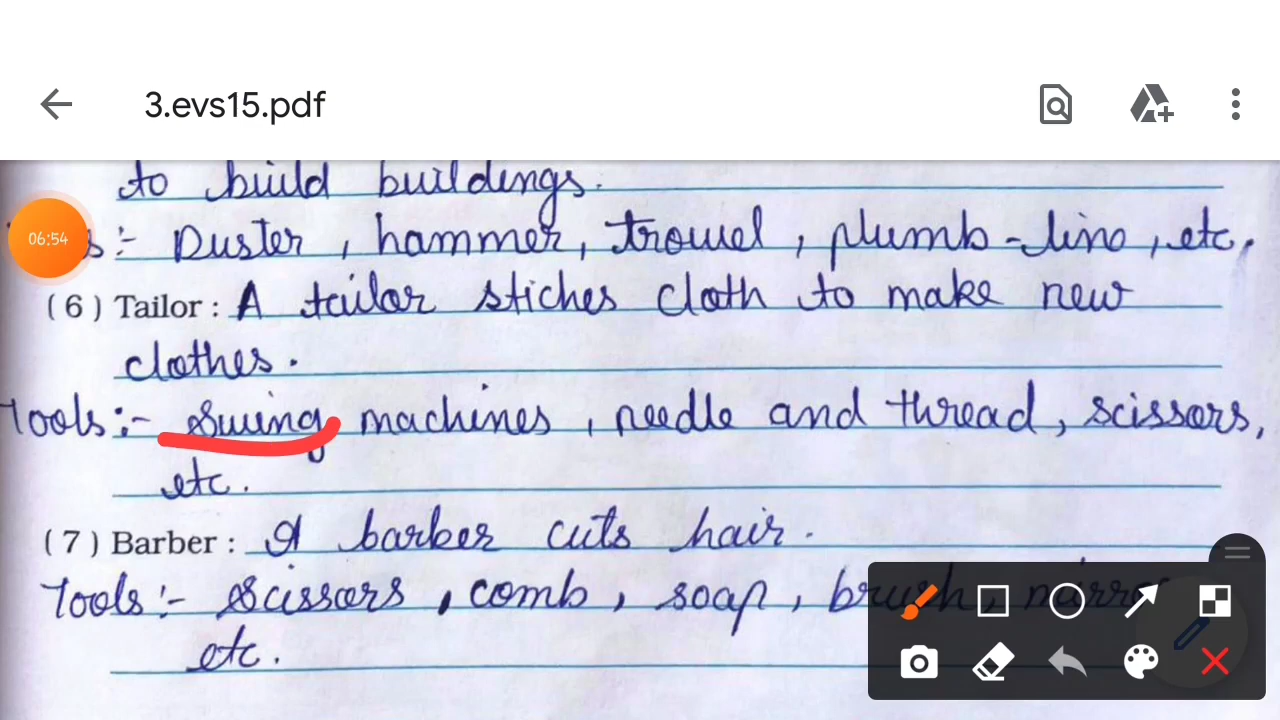 3.evs15.pdf
to build buildings.
06:54
s :- Duster, hammer, trowel, plumb-line, etc.
(6) Tailor : A tailor stiches cloth to make new
clothes.
Tools :- Swing machines, needle and thread, scissors,
etc.
(7) Barber : A barber cuts hair.
Tools :- Scissors, comb, soap, brush,
etc.